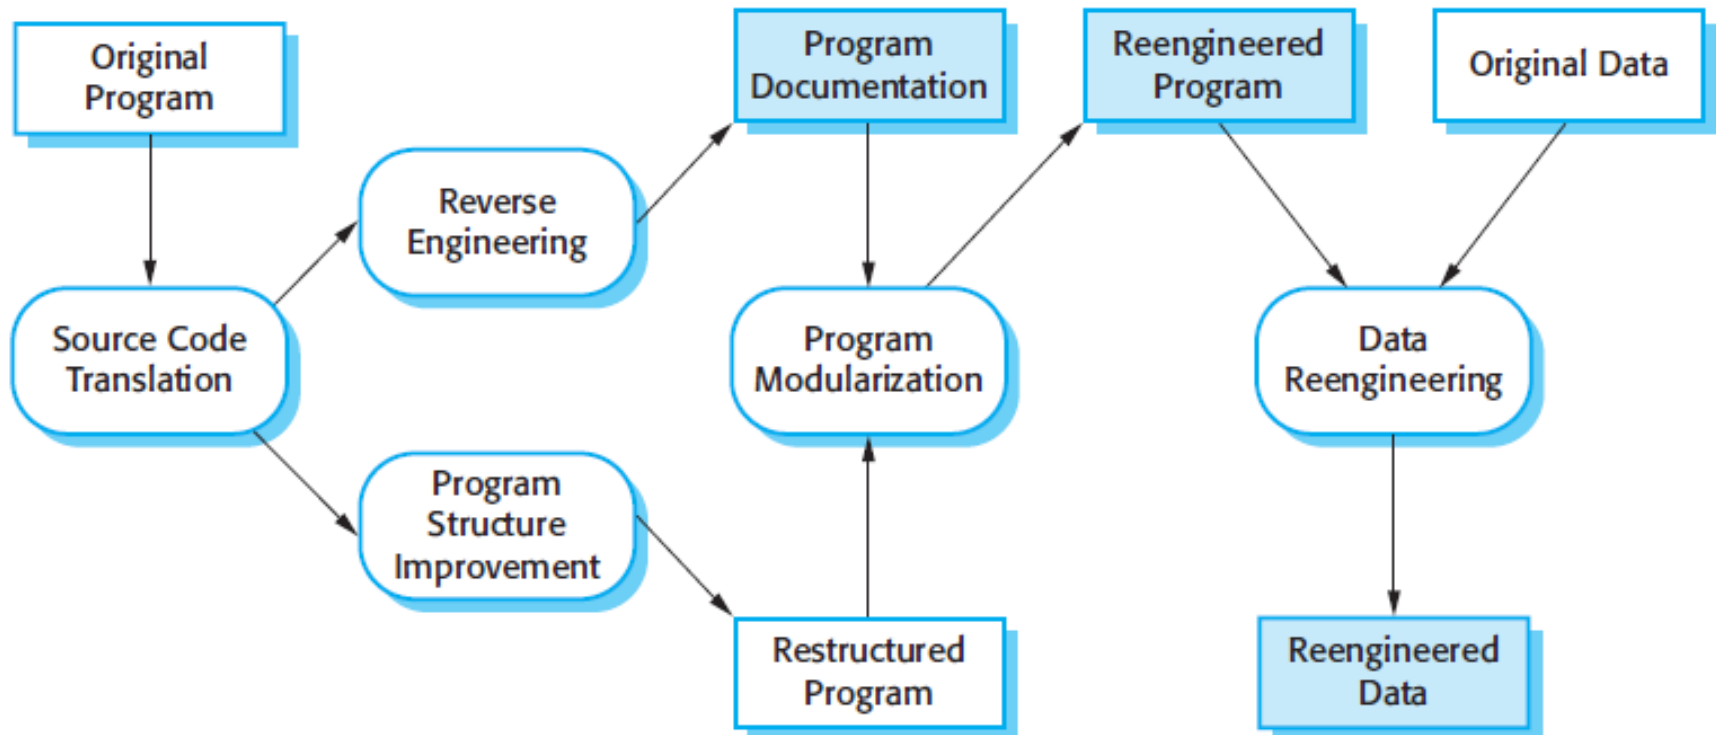 Original
Program
Program
Documentation
Reengineered
Program
Original Data
Reverse
Engineering
Source Code
Translation
Program
Modularization
Data
Reengineering
Program
Structure
Improvement
Restructured
Program
Reengineered
Data